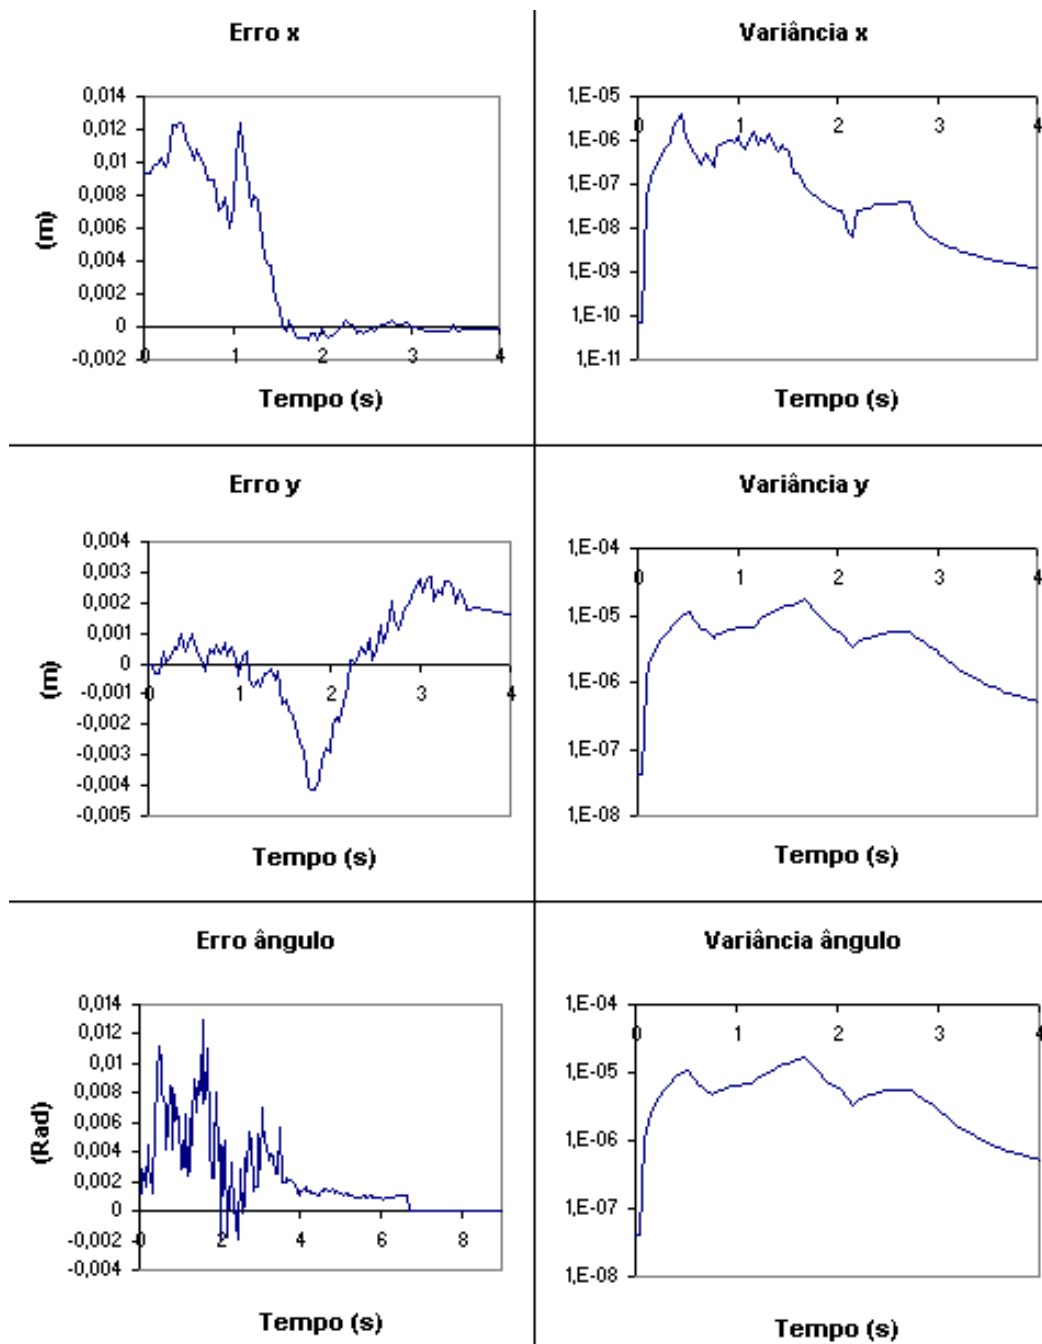 Erro x
0,014
0,012
0,01
0,008
0,006
0,004
0,002
0
-0,002
(m)
0 1 2 3 4
Tempo (s)
Variância x
1,E-05
1,E-06
1,E-07
1,E-08
1,E-09
1,E-10
1,E-11
0 1 2 3 4
Tempo (s)
Erro y
0,004
0,003
0,002
0,001
0
-0,001
-0,002
-0,003
-0,004
-0,005
(m)
0 1 2 3 4
Tempo (s)
Variância y
1,E-04
1,E-05
1,E-06
1,E-07
1,E-08
0 1 2 3 4
Tempo (s)
Erro ângulo
0,014
0,012
0,01
0,008
0,006
0,004
0,002
0
-0,002
-0,004
(Rad)
0 2 4 6 8
Tempo (s)
Variância ângulo
1,E-04
1,E-05
1,E-06
1,E-07
1,E-08
0 1 2 3 4
Tempo (s)